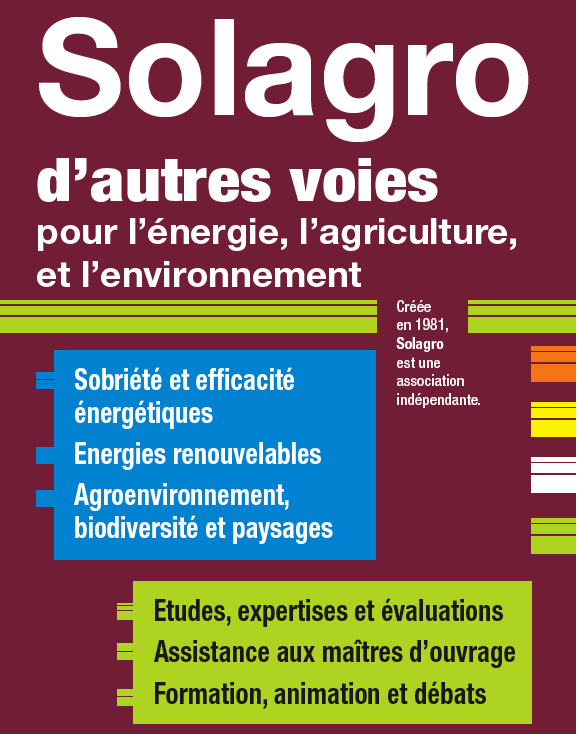 Solagro
d'autres voies
pour l'énergie, l'agriculture,
et l'environnement
Créée
en 1981,
Solagro
est une
association
indépendante.
Sobriété et efficacité
énergétiques
Energies renouvelables
Agroenvironnement,
biodiversité et paysages
Etudes, expertises et évaluations
Assistance aux maîtres d'ouvrage
Formation, animation et débats